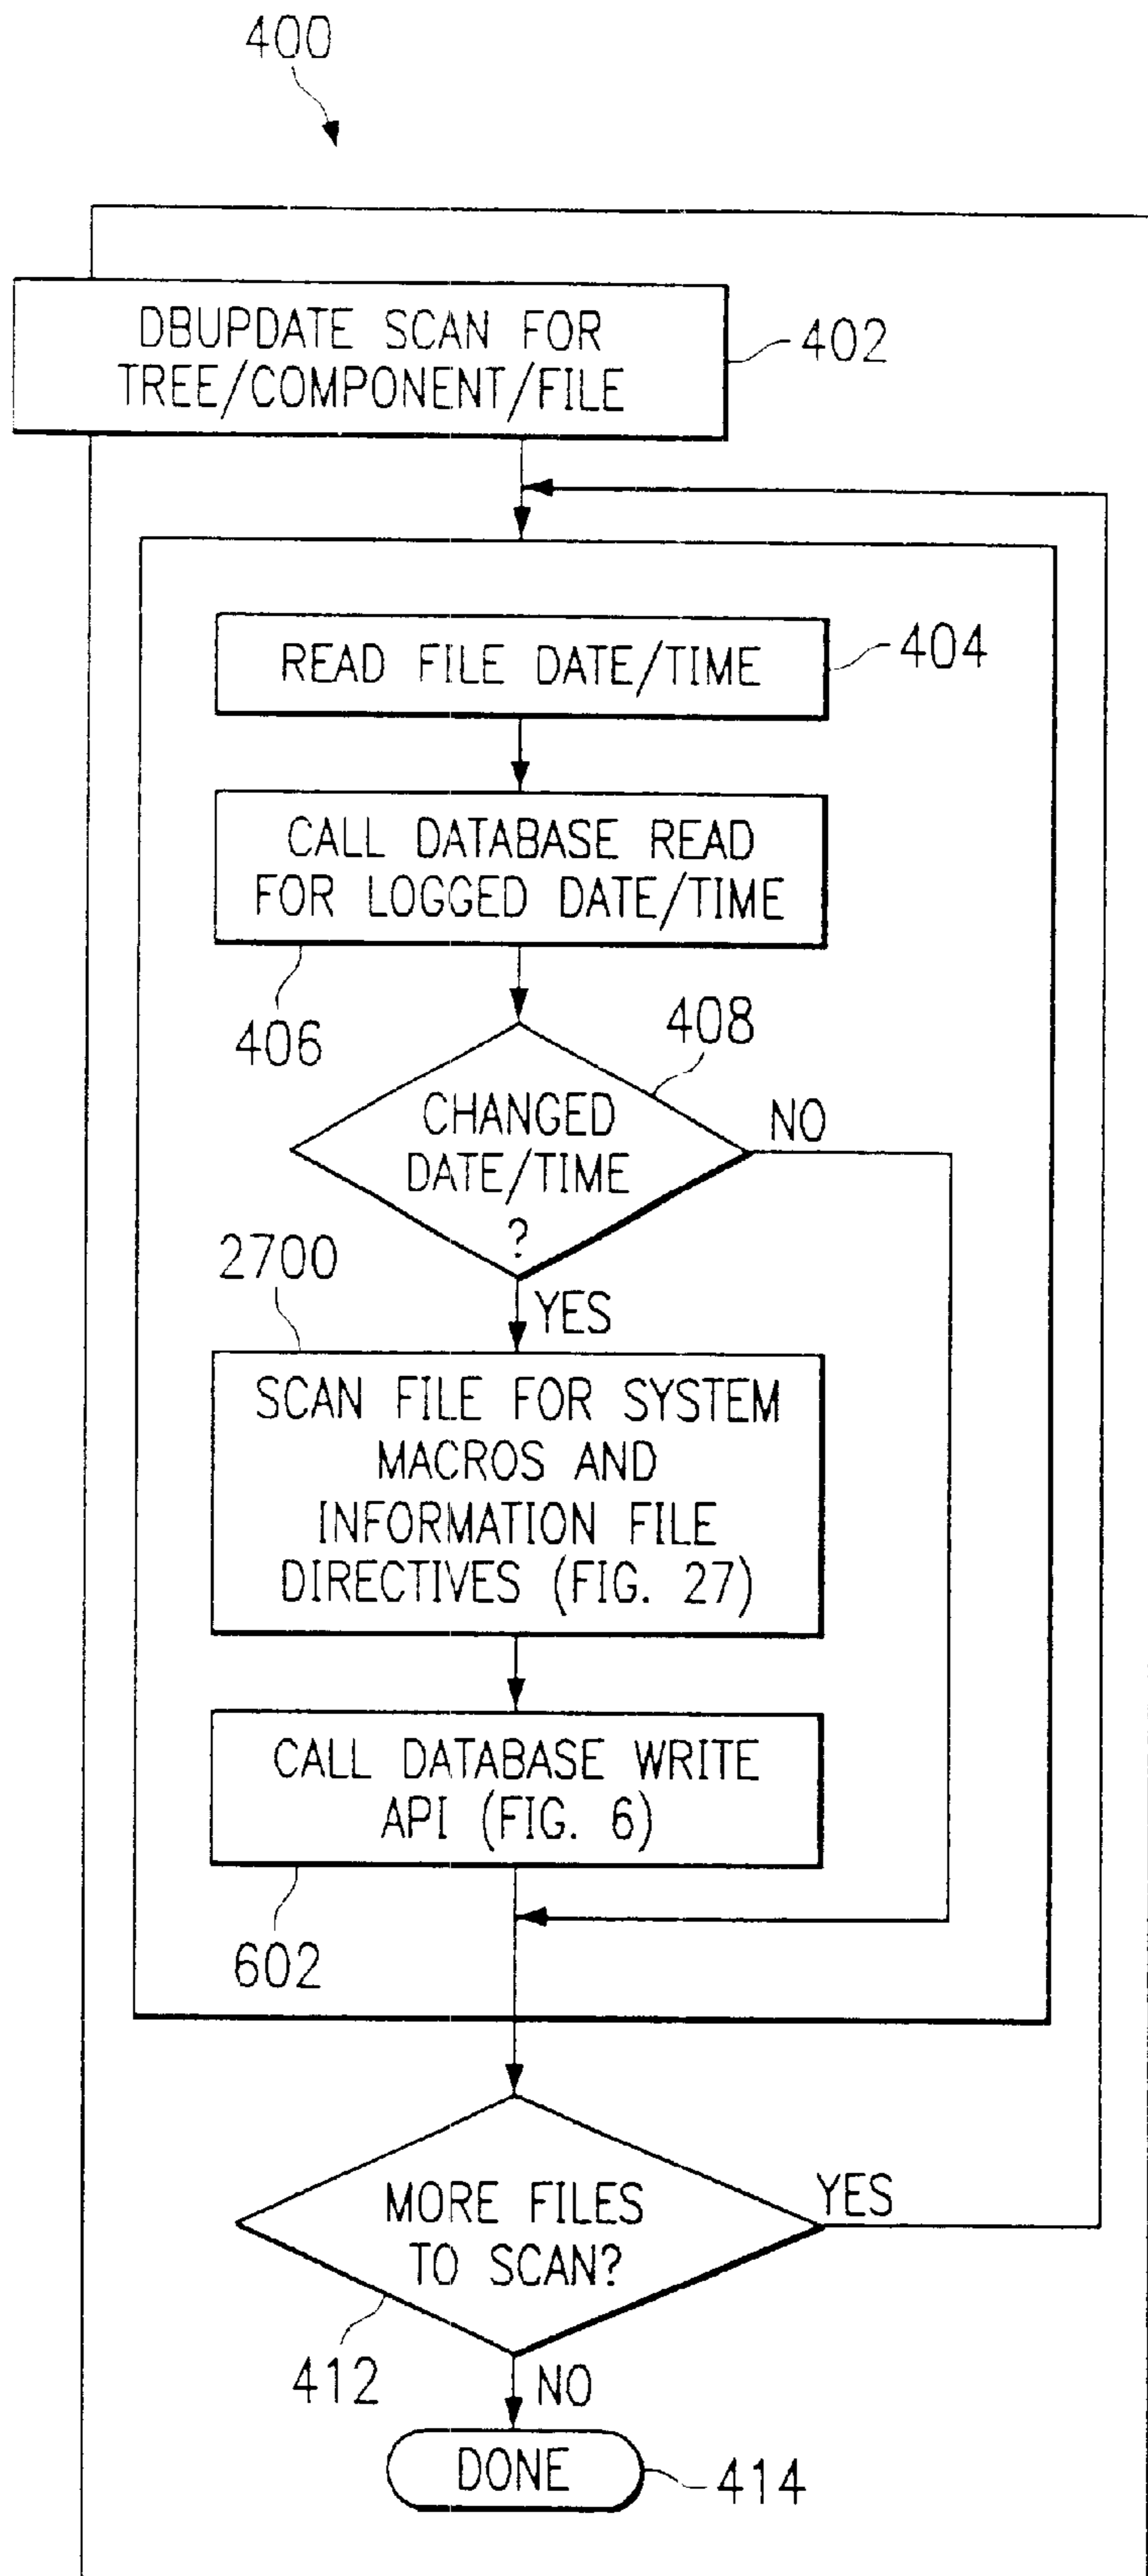 400
DBUPDATE SCAN FOR
TREE/COMPONENT/FILE
402
READ FILE DATE/TIME
404
CALL DATABASE READ
FOR LOGGED DATE/TIME
406
408
CHANGED
DATE/TIME
?
NO
2700
YES
SCAN FILE FOR SYSTEM
MACROS AND
INFORMATION FILE
DIRECTIVES (FIG. 27)
CALL DATABASE WRITE
API (FIG. 6)
602
MORE FILES
TO SCAN?
YES
412
NO
DONE
414